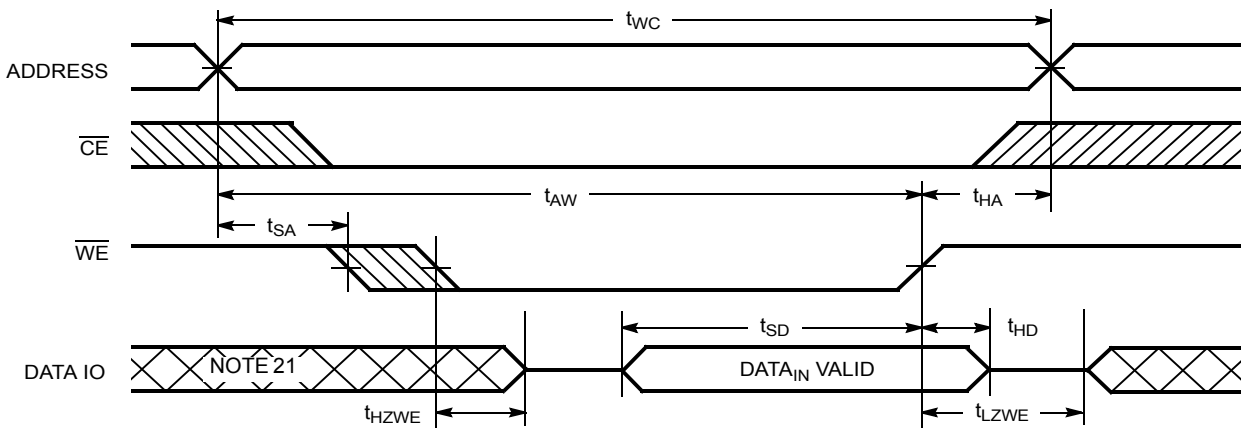 tWC
ADDRESS
CE
tAW
tHA
tSA
WE
tSD
tHD
DATA IO
NOTE 21
DATAIN VALID
tHZWE
tLZWE